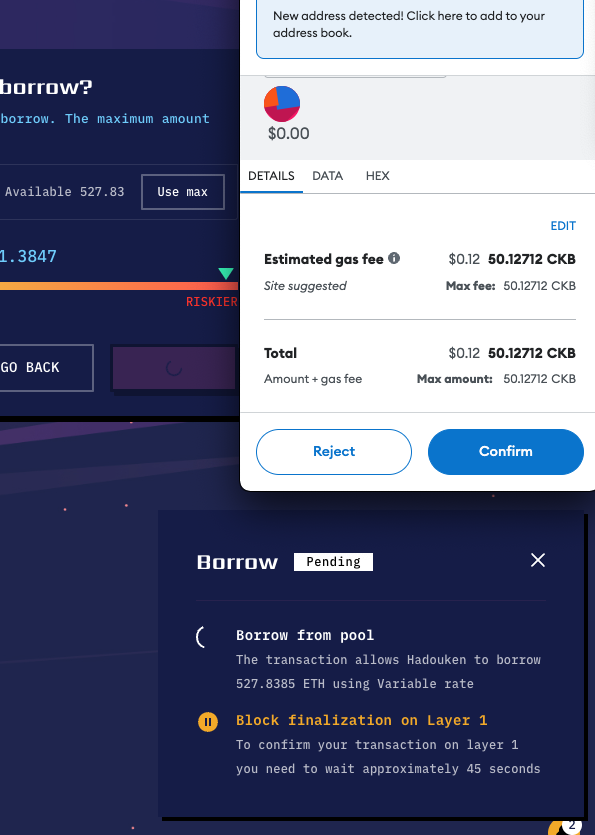 New address detected! Click here to add to your
address book.
$0.00
DETAILS DATA HEX
EDIT
Estimated gas fee $0.12 50.12712 CKB
Site suggested Max fee: 50.12712 CKB
Total $0.12 50.12712 CKB
Amount + gas fee Max amount: 50.12712 CKB
Reject Confirm
borrow?
borrow. The maximum amount
Available 527.83 Use max
1.3847
RISKIER
GO BACK
Borrow Pending
Borrow from pool
The transaction allows Hadouken to borrow
527.8385 ETH using Variable rate
Block finalization on Layer 1
To confirm your transaction on layer 1
you need to wait approximately 45 seconds
2